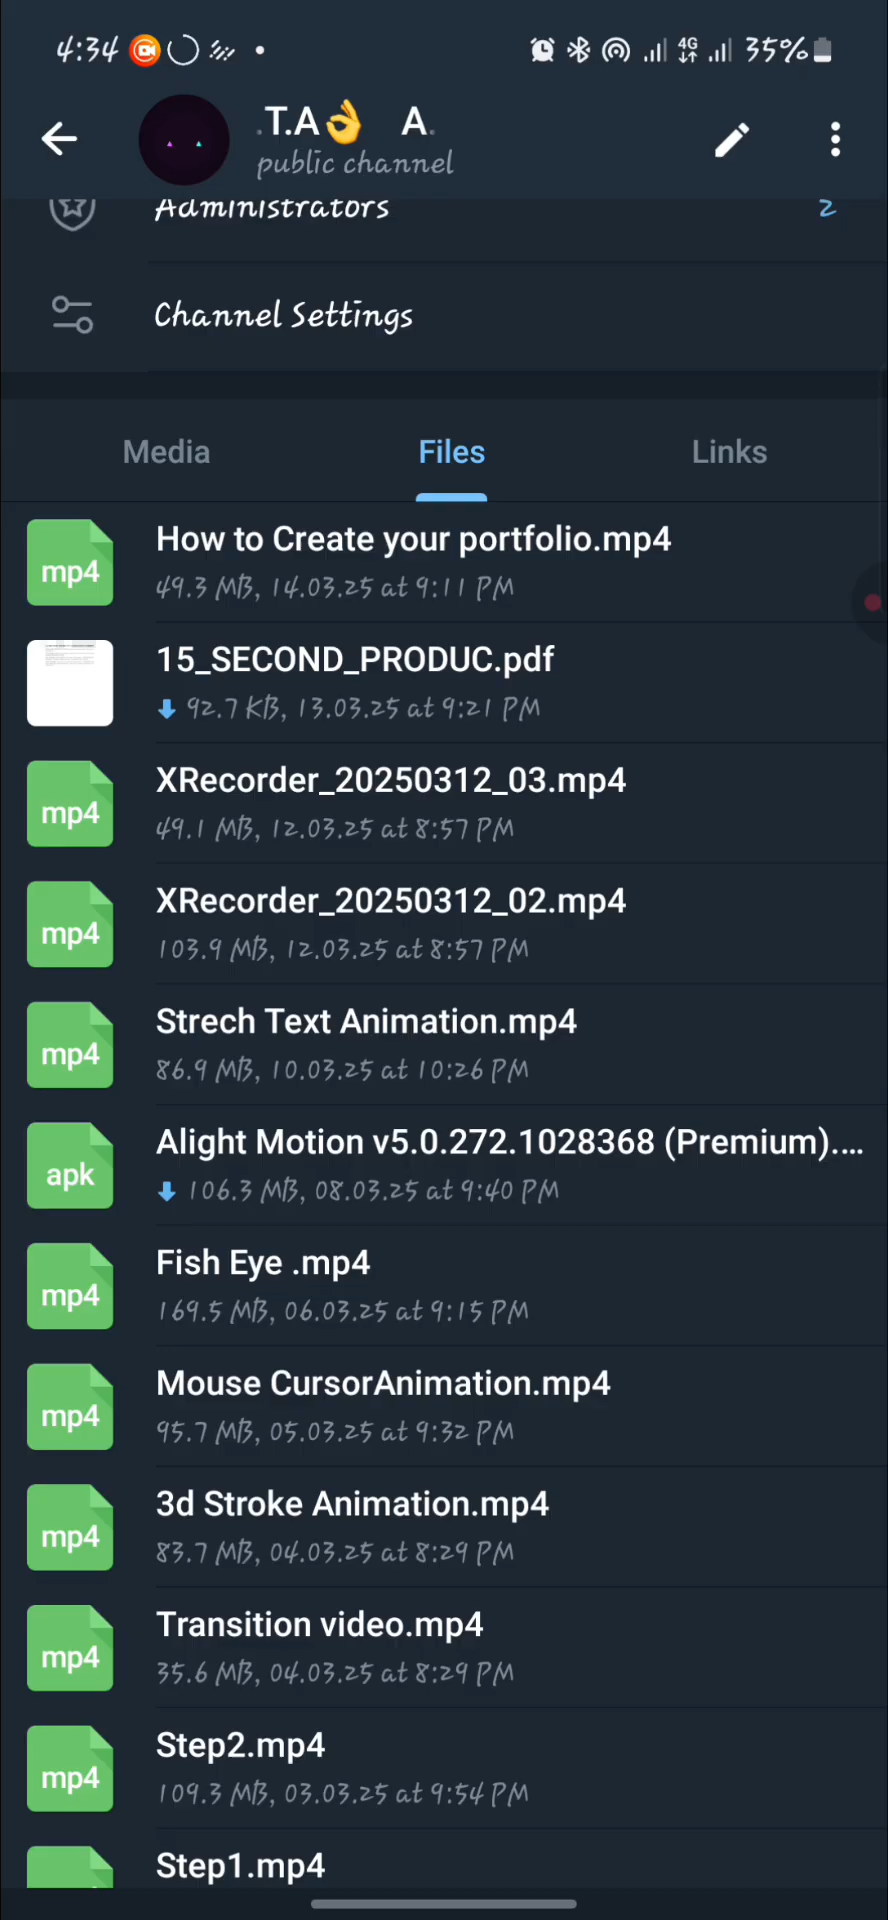 4:34 4G 35%
.T.A👌 A.
public channel
Administrators 2
Channel Settings
Media Files Links
mp4 How to Create your portfolio.mp4
49.3 MB, 14.03.25 at 9:11 PM
15_SECOND_PRODUC.pdf
92.7 KB, 13.03.25 at 9:21 PM
mp4 XRecorder_20250312_03.mp4
49.1 MB, 12.03.25 at 8:57 PM
mp4 XRecorder_20250312_02.mp4
103.9 MB, 12.03.25 at 8:57 PM
mp4 Strech Text Animation.mp4
86.9 MB, 10.03.25 at 10:26 PM
apk Alight Motion v5.0.272.1028368 (Premium)....
106.3 MB, 08.03.25 at 9:40 PM
mp4 Fish Eye .mp4
169.5 MB, 06.03.25 at 9:15 PM
mp4 Mouse CursorAnimation.mp4
95.7 MB, 05.03.25 at 9:32 PM
mp4 3d Stroke Animation.mp4
83.7 MB, 04.03.25 at 8:29 PM
mp4 Transition video.mp4
35.6 MB, 04.03.25 at 8:29 PM
mp4 Step2.mp4
109.3 MB, 03.03.25 at 9:54 PM
Step1.mp4